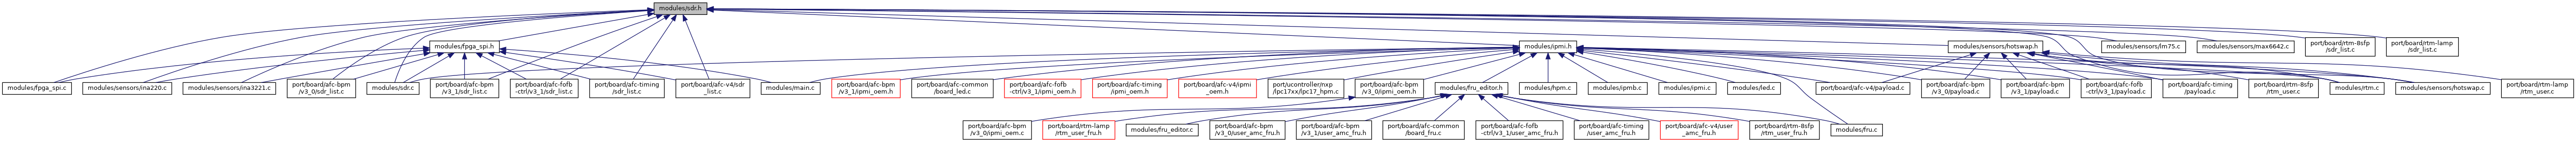 modules/sdr.h
modules/fpga_spi.h
modules/ipmi.h
modules/sensors/hotswap.h
modules/sensors/lm75.c
modules/sensors/max6642.c
port/board/rtm-8sfp
/sdr_list.c
port/board/rtm-lamp
/sdr_list.c
modules/fpga_spi.c
modules/sensors/ina220.c
modules/sensors/ina3221.c
port/board/afc-bpm
/v3_0/sdr_list.c
modules/sdr.c
port/board/afc-bpm
/v3_1/sdr_list.c
port/board/afc-fofb
-ctrl/v3_1/sdr_list.c
port/board/afc-timing
/sdr_list.c
port/board/afc-v4/sdr
_list.c
modules/main.c
port/board/afc-bpm
/v3_1/ipmi_oem.h
port/board/afc-common
/board_led.c
port/board/afc-fofb
-ctrl/v3_1/ipmi_oem.h
port/board/afc-timing
/ipmi_oem.h
port/board/afc-v4/ipmi
_oem.h
port/ucontroller/nxp
/lpc17xx/lpc17_hpm.c
port/board/afc-bpm
/v3_0/ipmi_oem.h
modules/fru_editor.h
modules/hpm.c
modules/ipmb.c
modules/ipmi.c
modules/led.c
port/board/afc-v4/payload.c
port/board/afc-bpm
/v3_0/payload.c
port/board/afc-bpm
/v3_1/payload.c
port/board/afc-fofb
-ctrl/v3_1/payload.c
port/board/afc-timing
/payload.c
port/board/rtm-8sfp
/rtm_user.c
modules/rtm.c
modules/sensors/hotswap.c
port/board/rtm-lamp
/rtm_user.c
port/board/afc-bpm
/v3_0/ipmi_oem.c
port/board/rtm-lamp
/rtm_user_fru.h
modules/fru_editor.c
port/board/afc-bpm
/v3_0/user_amc_fru.h
port/board/afc-bpm
/v3_1/user_amc_fru.h
port/board/afc-common
/board_fru.c
port/board/afc-fofb
-ctrl/v3_1/user_amc_fru.h
port/board/afc-timing
/user_amc_fru.h
port/board/afc-v4/user
_amc_fru.h
port/board/rtm-8sfp
/rtm_user_fru.h
modules/fru.c